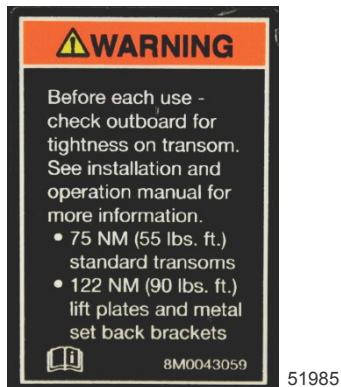 WARNING
Before each use -
check outboard for
tightness on transom.
See installation and
operation manual for
more information.
• 75 NM (55 lbs. ft.)
standard transoms
• 122 NM (90 lbs. ft.)
lift plates and metal
set back brackets
8M0043059
51985